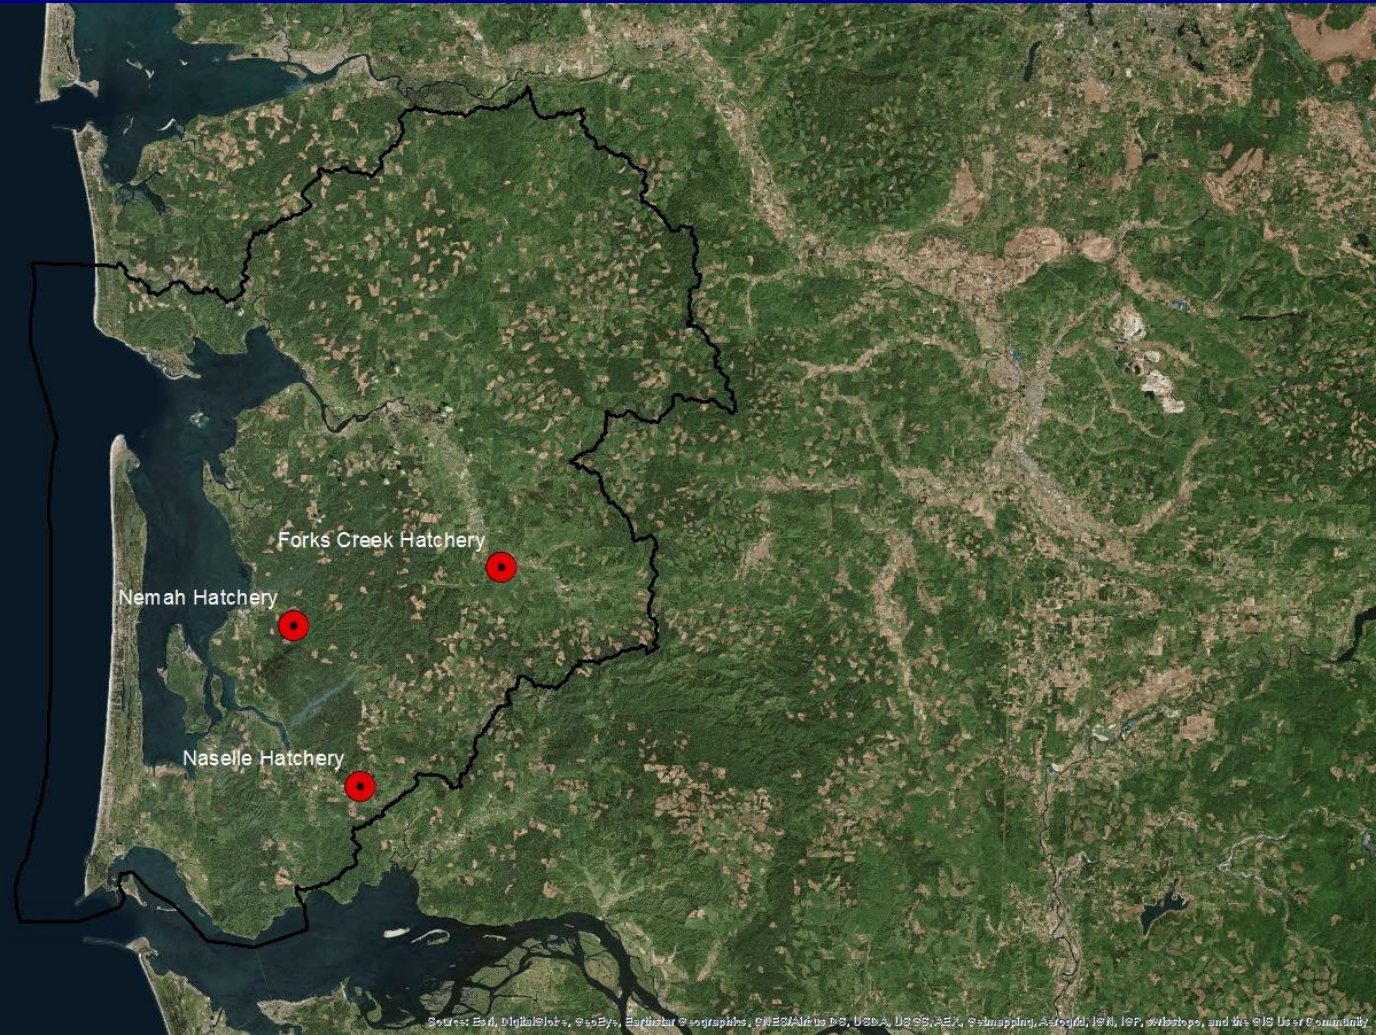 Forks Creek Hatchery
Nemah Hatchery
Naselle Hatchery
Source: Esri, DigitalGlobe, GeoEye, Earthstar Geographics, CNES/Airbus DS, USDA, USGS, AEX, Getmapping, Aerogrid, IGN, IGP, swisstopo, and the GIS User Community